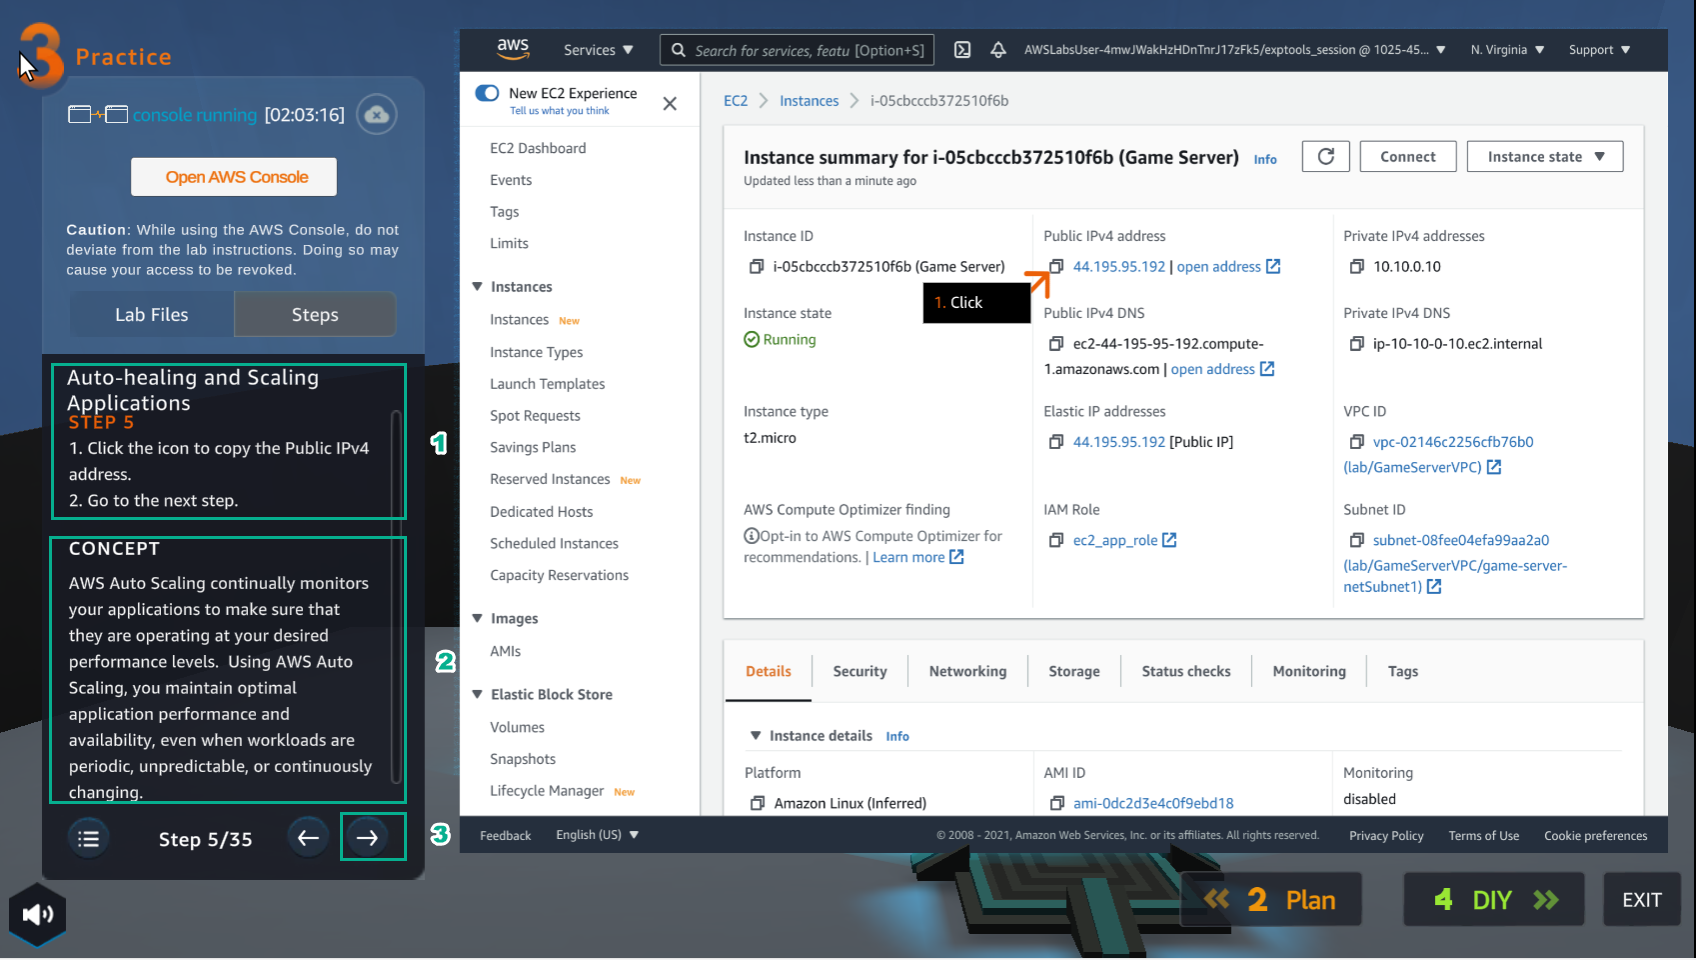 3 Practice
console running [02:03:16]
Open AWS Console
Caution: While using the AWS Console, do not
deviate from the lab instructions. Doing so may
cause your access to be revoked.
Lab Files
Steps
Auto-healing and Scaling
Applications
STEP 5
1. Click the icon to copy the Public IPv4
address.
2. Go to the next step.
1
CONCEPT
AWS Auto Scaling continually monitors
your applications to make sure that
they are operating at your desired
performance levels.  Using AWS Auto
Scaling, you maintain optimal
application performance and
availability, even when workloads are
periodic, unpredictable, or continuously
changing.
2
Step 5/35
3
aws
Services
Search for services, featu [Option+S]
AWSLabsUser-4mwJWakHzHDnTnrJ17zFk5/exptools_session @ 1025-45...
N. Virginia
Support
New EC2 Experience
Tell us what you think
EC2 Dashboard
Events
Tags
Limits
Instances
Instances New
Instance Types
Launch Templates
Spot Requests
Savings Plans
Reserved Instances New
Dedicated Hosts
Scheduled Instances
Capacity Reservations
Images
AMIs
Elastic Block Store
Volumes
Snapshots
Lifecycle Manager New
EC2 > Instances > i-05cbcccb372510f6b
Instance summary for i-05cbcccb372510f6b (Game Server) Info
Updated less than a minute ago
Connect
Instance state
Instance ID
i-05cbcccb372510f6b (Game Server)
Public IPv4 address
44.195.95.192 | open address
Private IPv4 addresses
10.10.0.10
1. Click
Instance state
Running
Public IPv4 DNS
ec2-44-195-95-192.compute-
1.amazonaws.com | open address
Private IPv4 DNS
ip-10-10-0-10.ec2.internal
Instance type
t2.micro
Elastic IP addresses
44.195.95.192 [Public IP]
VPC ID
vpc-02146c2256cfb76b0
(lab/GameServerVPC)
AWS Compute Optimizer finding
Opt-in to AWS Compute Optimizer for
recommendations. | Learn more
IAM Role
ec2_app_role
Subnet ID
subnet-08fee04efa99aa2a0
(lab/GameServerVPC/game-server-
netSubnet1)
Details
Security
Networking
Storage
Status checks
Monitoring
Tags
Instance details Info
Platform
Amazon Linux (Inferred)
AMI ID
ami-0dc2d3e4c0f9ebd18
Monitoring
disabled
Feedback
English (US)
© 2008 - 2021, Amazon Web Services, Inc. or its affiliates. All rights reserved.
Privacy Policy
Terms of Use
Cookie preferences
2 Plan
4 DIY
EXIT